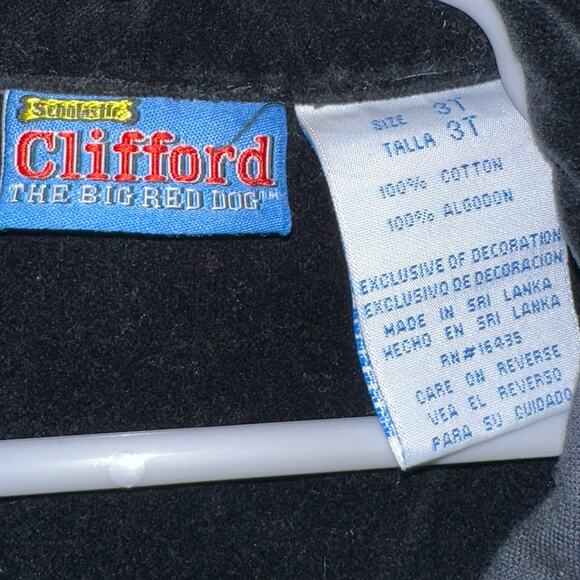 Scholastic
Clifford
THE BIG RED DOG™
SIZE 3T
TALLA 3T
100% COTTON
100% ALGODON
EXCLUSIVE OF DECORATION
EXCLUSIVO DE DECORACION
MADE IN SRI LANKA
HECHO EN SRI LANKA
RN#16435
CARE ON REVERSE
VEA EL REVERSO
PARA SU CUIDADO